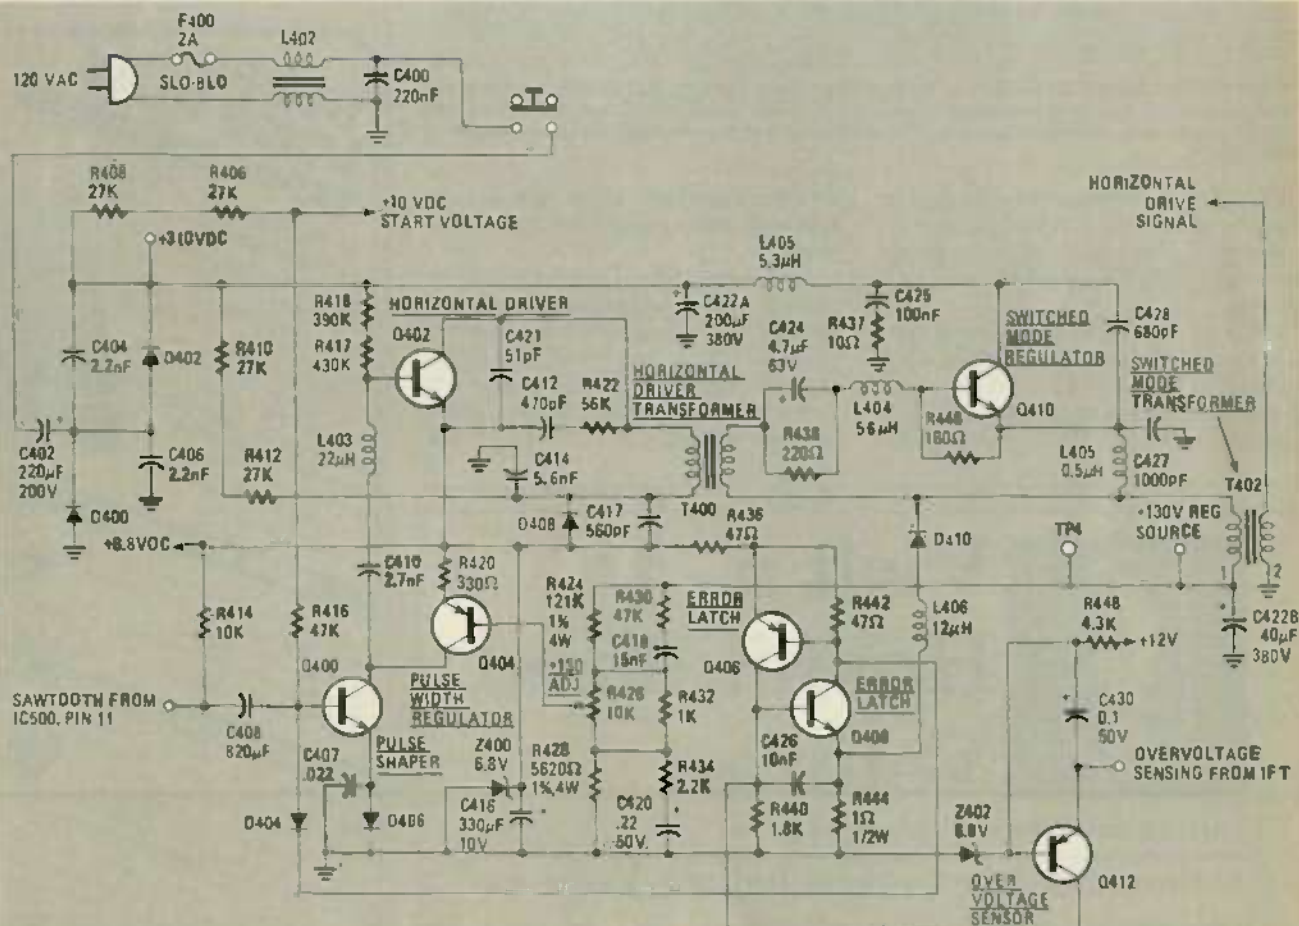 F400
2A
L402
120 VAC
SLO-BLO
C400
220nF
R408
27K
R406
27K
+10 VDC
START VOLTAGE
HORIZONTAL
DRIVE
SIGNAL
+310VDC
L405
5.3µH
R418
390K
HORIZONTAL DRIVER
C422A
200µF
380V
C425
100nF
C424
4.7µF
63V
R437
10Ω
SWITCHED
MODE
REGULATOR
C428
680pF
C404
2.2nF
D402
R410
27K
R417
430K
Q402
C421
51pF
C412
470pF
R422
56K
HORIZONTAL
DRIVER
TRANSFORMER
SWITCHED
MODE
TRANSFORMER
L404
56µH
Q410
R446
180Ω
C402
220µF
200V
C406
2.2nF
R412
27K
L403
22µH
C414
5.6nF
R438
220Ω
L405
0.5µH
C427
1000pF
T402
D400
D408
C417
560pF
T400
R436
47Ω
D410
TP4
+130V REG
SOURCE
+6.8VDC
C410
2.7nF
R420
330Ω
R424
121K
1%
4W
R430
47K
ERROR
LATCH
R442
47Ω
L406
12µH
1
2
R414
10K
R416
47K
Q400
Q404
C418
15nF
Q406
R448
4.3K
+12V
C422B
40µF
380V
SAWTOOTH FROM
IC500, PIN 11
C408
820µF
PULSE
WIDTH
REGULATOR
+130
ADJ
R426
10K
R432
1K
ERROR
LATCH
Q408
C430
0.1
50V
PULSE
SHAPER
C407
.022
Z400
6.8V
R428
5620Ω
1%,4W
R434
2.2K
C426
10nF
OVERVOLTAGE
SENSING FROM IFT
D404
D406
C416
330µF
10V
C420
.22
50V
R440
1.8K
R444
1Ω
1/2W
Z402
6.8V
Q412
OVER
VOLTAGE
SENSOR